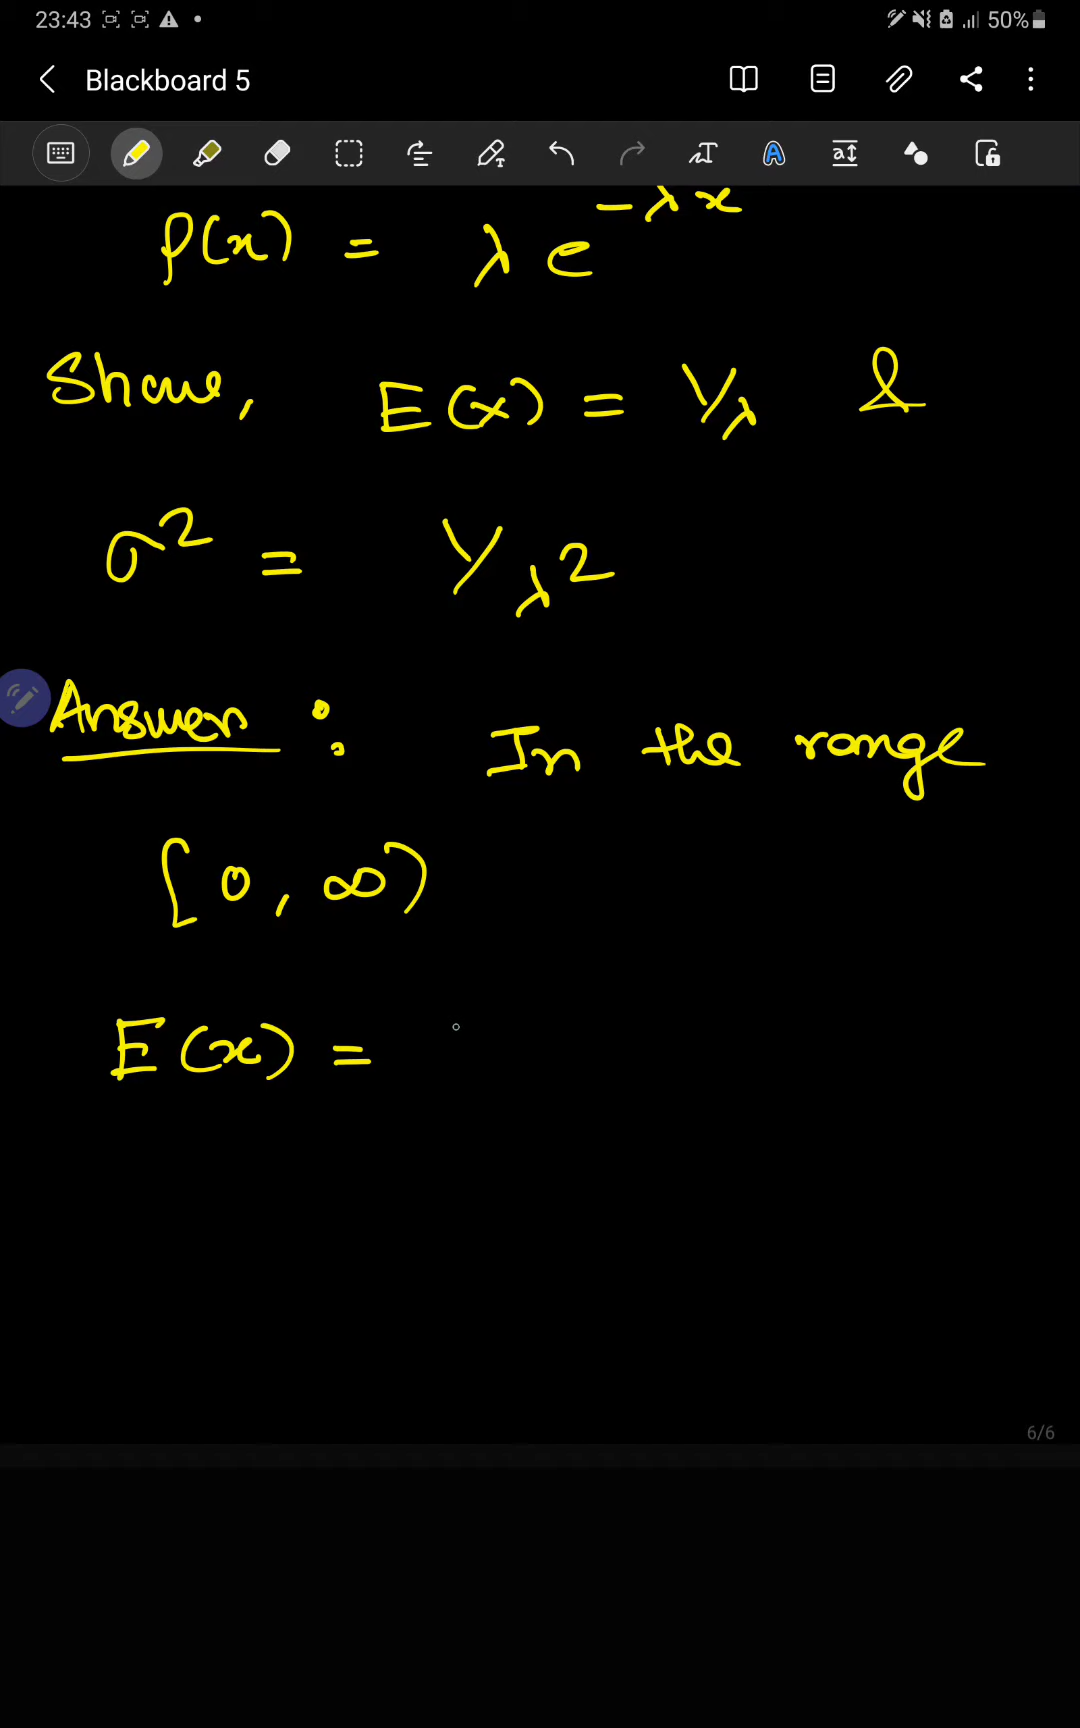 23:43 50%
Blackboard 5
P(x) = λ e^{-λx}
Show, E(x) = 1/λ &
σ² = 1/λ²
Answer : In the range
[0, ∞)
E(x) =
6/6